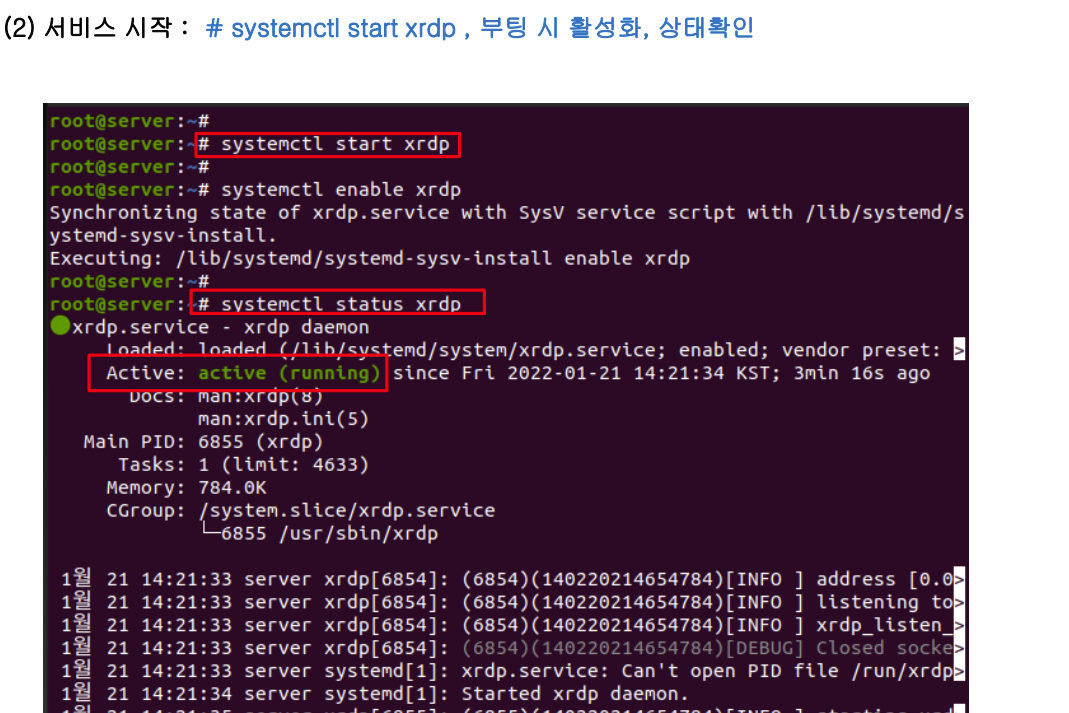 (2) 서비스 시작 : # systemctl start xrdp , 부팅 시 활성화, 상태확인
root@server:~#
root@server:~# systemctl start xrdp
root@server:~#
root@server:~# systemctl enable xrdp
Synchronizing state of xrdp.service with SysV service script with /lib/systemd/s
ystemd-sysv-install.
Executing: /lib/systemd/systemd-sysv-install enable xrdp
root@server:~#
root@server:~# systemctl status xrdp
xrdp.service - xrdp daemon
Loaded: loaded (/lib/systemd/system/xrdp.service; enabled; vendor preset: >
Active: active (running) since Fri 2022-01-21 14:21:34 KST; 3min 16s ago
Docs: man:xrdp(8)
man:xrdp.ini(5)
Main PID: 6855 (xrdp)
Tasks: 1 (limit: 4633)
Memory: 784.0K
CGroup: /system.slice/xrdp.service
└─6855 /usr/sbin/xrdp
1월 21 14:21:33 server xrdp[6854]: (6854)(140220214654784)[INFO ] address [0.0>
1월 21 14:21:33 server xrdp[6854]: (6854)(140220214654784)[INFO ] listening to>
1월 21 14:21:33 server xrdp[6854]: (6854)(140220214654784)[INFO ] xrdp_listen_>
1월 21 14:21:33 server xrdp[6854]: (6854)(140220214654784)[DEBUG] Closed socke>
1월 21 14:21:33 server systemd[1]: xrdp.service: Can't open PID file /run/xrdp>
1월 21 14:21:34 server systemd[1]: Started xrdp daemon.